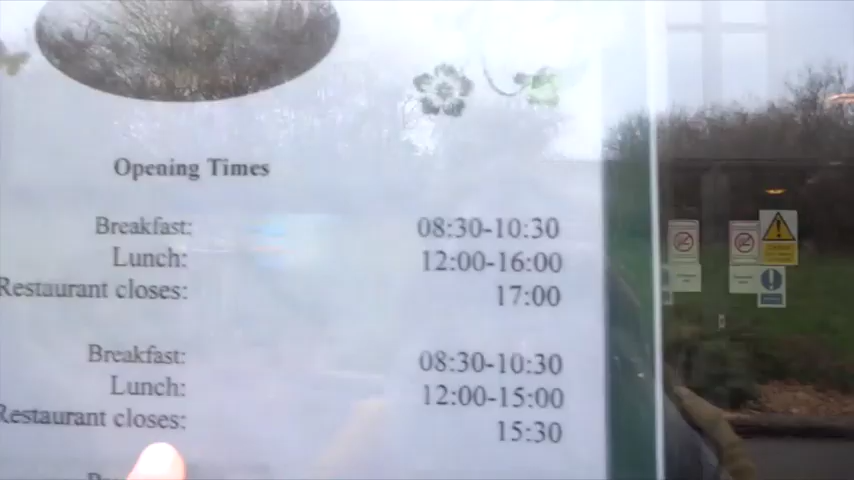 Opening Times
Breakfast: 08:30-10:30
Lunch: 12:00-16:00
Restaurant closes: 17:00
Breakfast: 08:30-10:30
Lunch: 12:00-15:00
Restaurant closes: 15:30